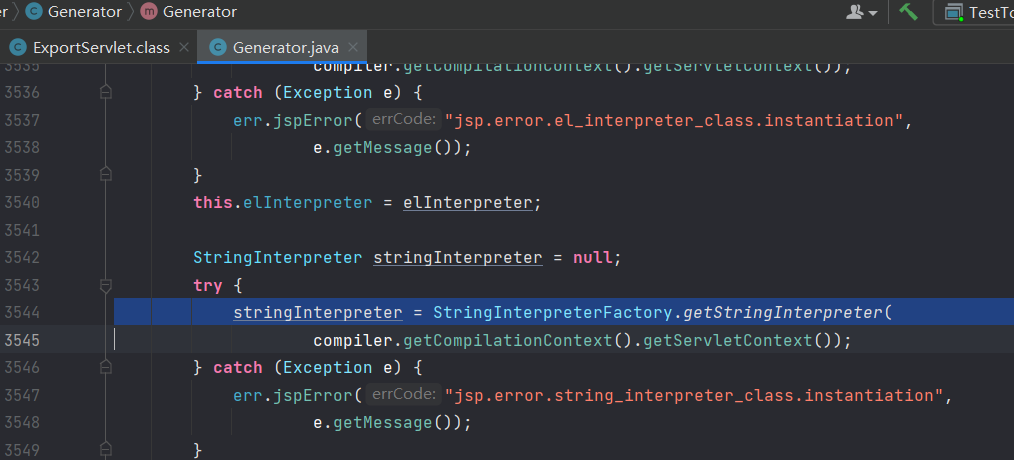 r Generator Generator TestTo
ExportServlet.class Generator.java
3535 compiler.getCompilationContext().getServletContext());
3536 } catch (Exception e) {
3537 err.jspError( errCode: "jsp.error.el_interpreter_class.instantiation",
3538 e.getMessage());
3539 }
3540 this.elInterpreter = elInterpreter;
3541
3542 StringInterpreter stringInterpreter = null;
3543 try {
3544 stringInterpreter = StringInterpreterFactory.getStringInterpreter(
3545 compiler.getCompilationContext().getServletContext());
3546 } catch (Exception e) {
3547 err.jspError( errCode: "jsp.error.string_interpreter_class.instantiation",
3548 e.getMessage());
3549 }